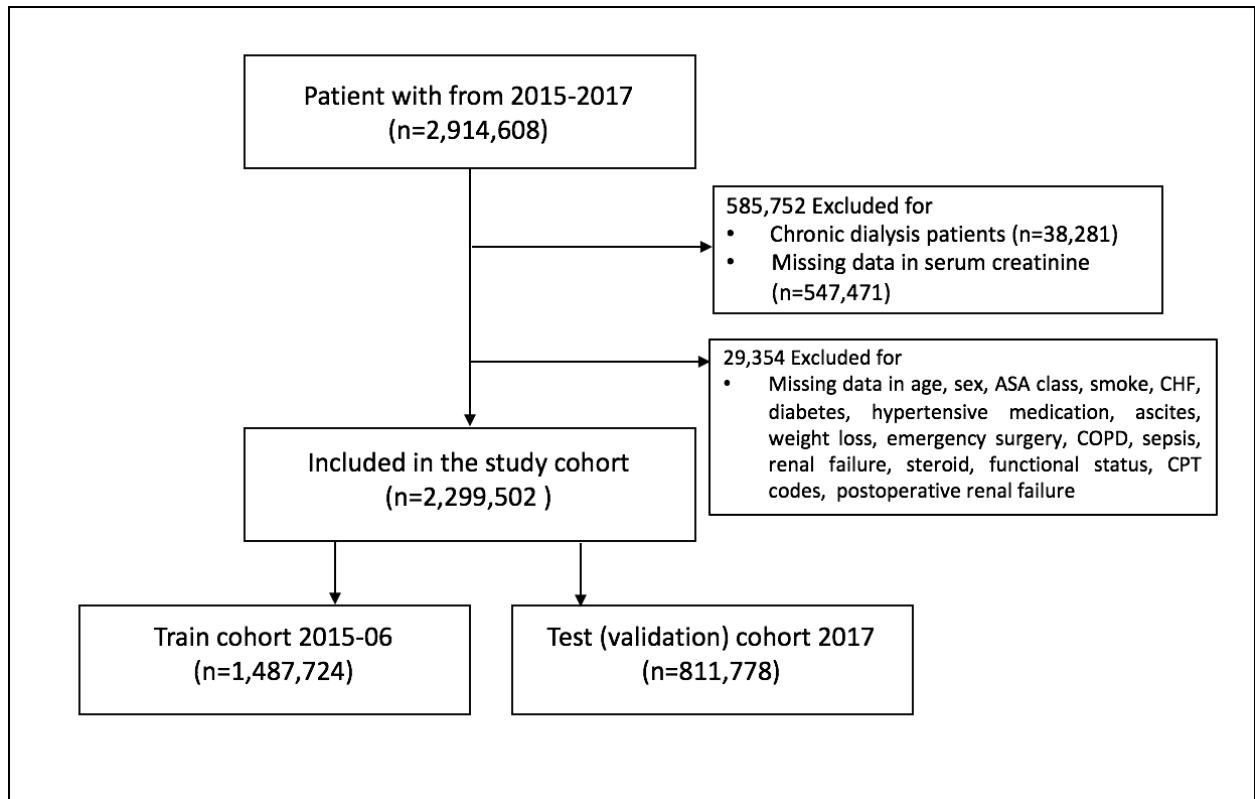 Patient with from 2015-2017
(n=2,914,608)
585,752 Excluded for
• Chronic dialysis patients (n=38,281)
• Missing data in serum creatinine
(n=547,471)
29,354 Excluded for
• Missing data in age, sex, ASA class, smoke, CHF,
diabetes, hypertensive medication, ascites,
weight loss, emergency surgery, COPD, sepsis,
renal failure, steroid, functional status, CPT
codes, postoperative renal failure
Included in the study cohort
(n=2,299,502 )
Train cohort 2015-06
(n=1,487,724)
Test (validation) cohort 2017
(n=811,778)